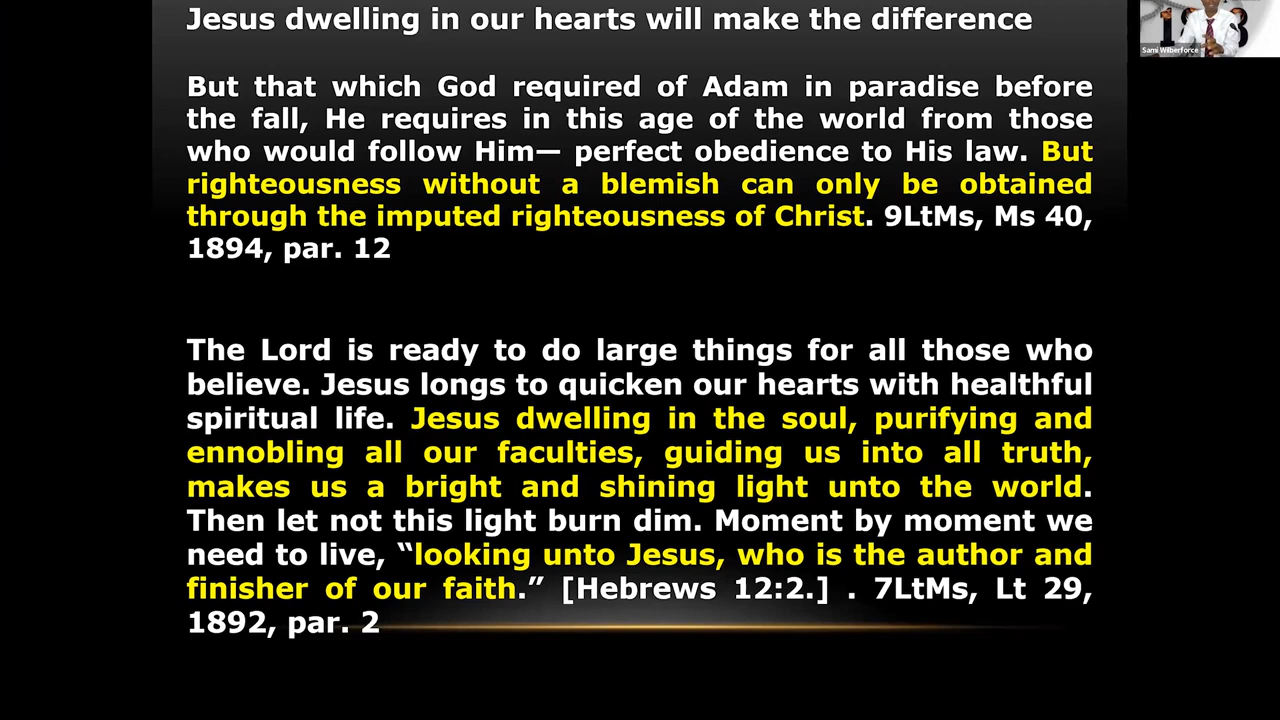 Jesus dwelling in our hearts will make the difference
But that which God required of Adam in paradise before
the fall, He requires in this age of the world from those
who would follow Him— perfect obedience to His law. But
righteousness without a blemish can only be obtained
through the imputed righteousness of Christ. 9LtMs, Ms 40,
1894, par. 12
The Lord is ready to do large things for all those who
believe. Jesus longs to quicken our hearts with healthful
spiritual life. Jesus dwelling in the soul, purifying and
ennobling all our faculties, guiding us into all truth,
makes us a bright and shining light unto the world.
Then let not this light burn dim. Moment by moment we
need to live, “looking unto Jesus, who is the author and
finisher of our faith.” [Hebrews 12:2.] . 7LtMs, Lt 29,
1892, par. 2
Sami Wilberforce